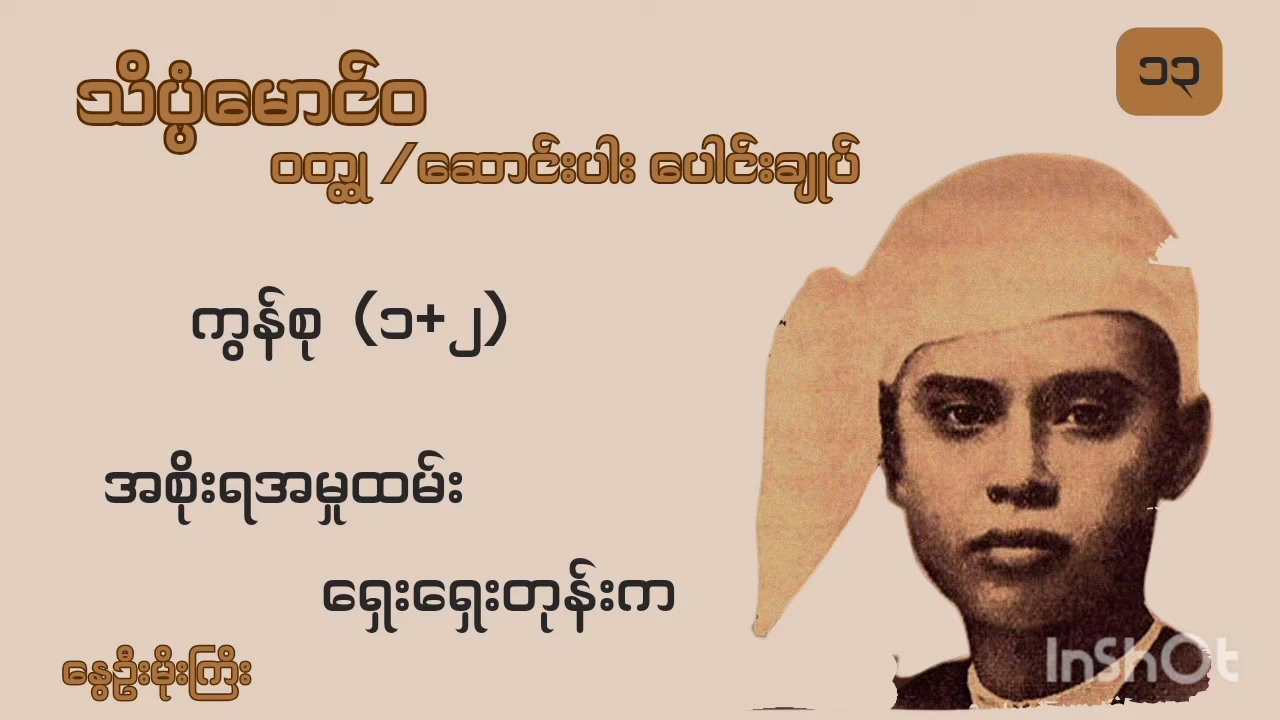 သိပ္ပံမောင်ဝ
၁၃
ဝတ္ထု /ဆောင်းပါး ပေါင်းချုပ်
ကွန်စု (၁+၂)
အစိုးရအမှုထမ်း
ရှေးရှေးတုန်းက
နွေဦးမိုးကြိုး
InShOt